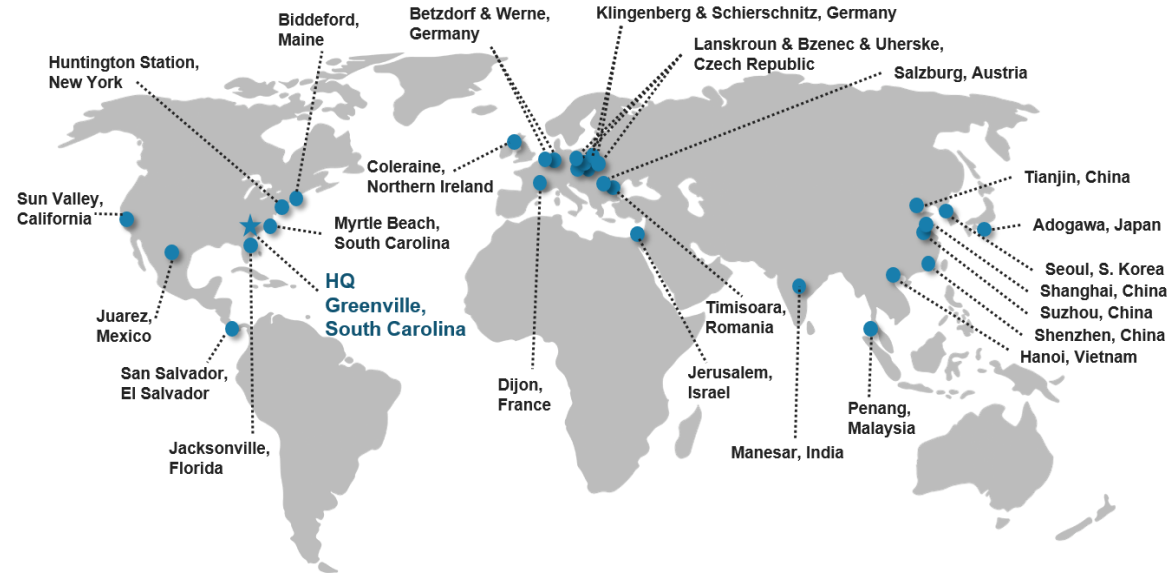 Biddeford,
Maine
Betzdorf & Werne,
Germany
Klingenberg & Schierschnitz, Germany
Lanskroun & Bzenec & Uherske,
Czech Republic
Huntington Station,
New York
Salzburg, Austria
Coleraine,
Northern Ireland
Tianjin, China
Sun Valley,
California
Myrtle Beach,
South Carolina
Adogawa, Japan
HQ
Greenville,
South Carolina
Seoul, S. Korea
Shanghai, China
Suzhou, China
Shenzhen, China
Hanoi, Vietnam
Juarez,
Mexico
Timisoara,
Romania
San Salvador,
El Salvador
Dijon,
France
Jerusalem,
Israel
Penang,
Malaysia
Jacksonville,
Florida
Manesar, India